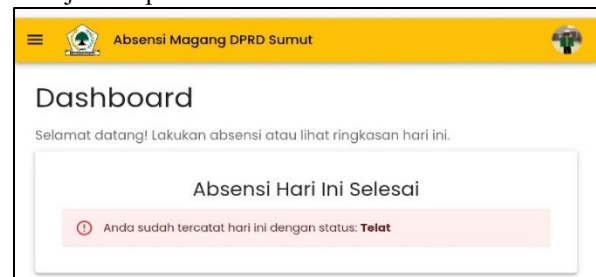 Absensi Magang DPRD Sumut
Dashboard
Selamat datang! Lakukan absensi atau lihat ringkasan hari ini.
Absensi Hari Ini Selesai
Anda sudah tercatat hari ini dengan status: Telat